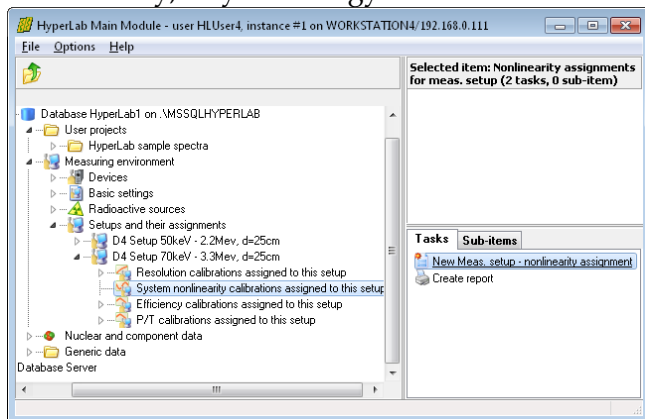 HyperLab Main Module - user HLUser4, instance #1 on WORKSTATION4/192.168.0.111
File Options Help
Selected item: Nonlinearity assignments
for meas. setup (2 tasks, 0 sub-item)
Database HyperLab1 on .\MSSQLHYPERLAB
User projects
HyperLab sample spectra
Measuring environment
Devices
Basic settings
Radioactive sources
Setups and their assignments
D4 Setup 50keV - 2.2Mev, d=25cm
D4 Setup 70keV - 3.3Mev, d=25cm
Resolution calibrations assigned to this setup
System nonlinearity calibrations assigned to this setup
Efficiency calibrations assigned to this setup
P/T calibrations assigned to this setup
Nuclear and component data
Generic data
Database Server
Tasks Sub-items
New Meas. setup - nonlinearity assignment
Create report